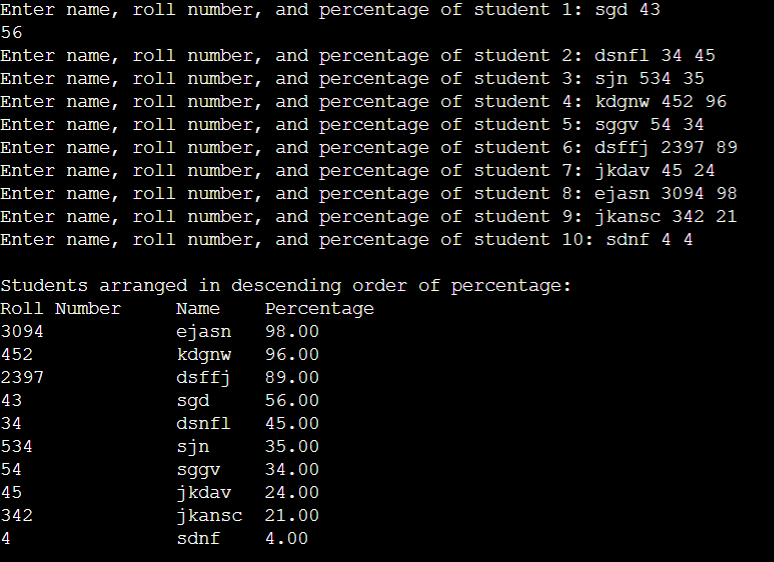 Enter name, roll number, and percentage of student 1: sgd 43
56
Enter name, roll number, and percentage of student 2: dsnfl 34 45
Enter name, roll number, and percentage of student 3: sjn 534 35
Enter name, roll number, and percentage of student 4: kdgnw 452 96
Enter name, roll number, and percentage of student 5: sggv 54 34
Enter name, roll number, and percentage of student 6: dsffj 2397 89
Enter name, roll number, and percentage of student 7: jkdav 45 24
Enter name, roll number, and percentage of student 8: ejasn 3094 98
Enter name, roll number, and percentage of student 9: jkansc 342 21
Enter name, roll number, and percentage of student 10: sdnf 4 4
Students arranged in descending order of percentage:
Roll Number     Name    Percentage
3094            ejasn   98.00
452             kdgnw   96.00
2397            dsffj   89.00
43              sgd     56.00
34              dsnfl   45.00
534             sjn     35.00
54              sggv    34.00
45              jkdav   24.00
342             jkansc  21.00
4               sdnf    4.00